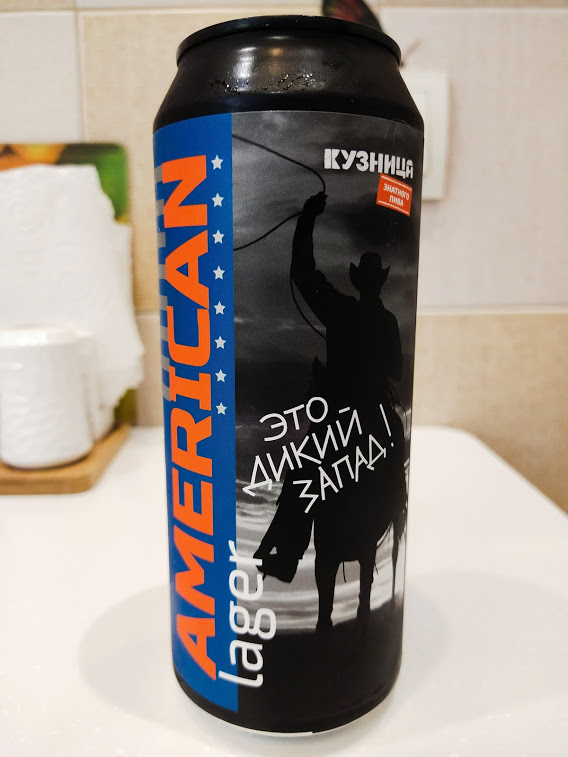 AMERICAN
lager
КУЗНИЦА
ЗНАТНОГО
ПИВА
ЭТО
ДИКИЙ
ЗАПАД!